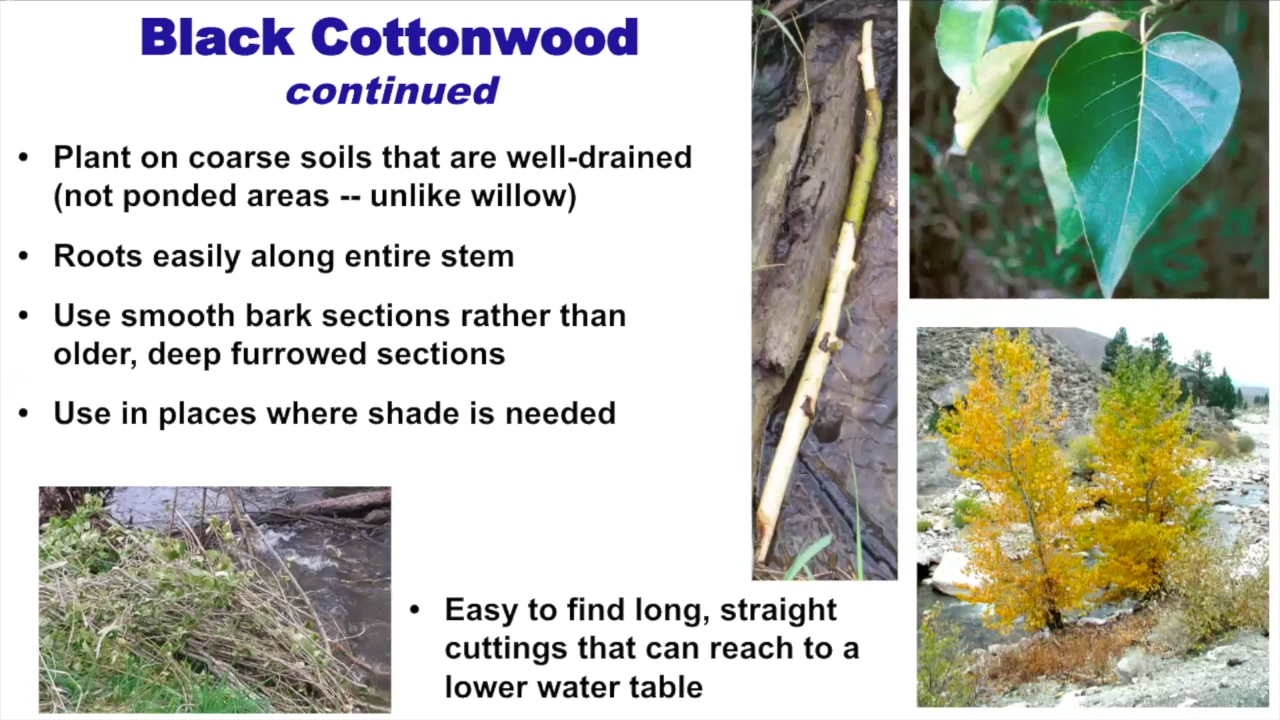 Black Cottonwood
continued
• Plant on coarse soils that are well-drained
(not ponded areas -- unlike willow)
• Roots easily along entire stem
• Use smooth bark sections rather than
older, deep furrowed sections
• Use in places where shade is needed
• Easy to find long, straight
cuttings that can reach to a
lower water table